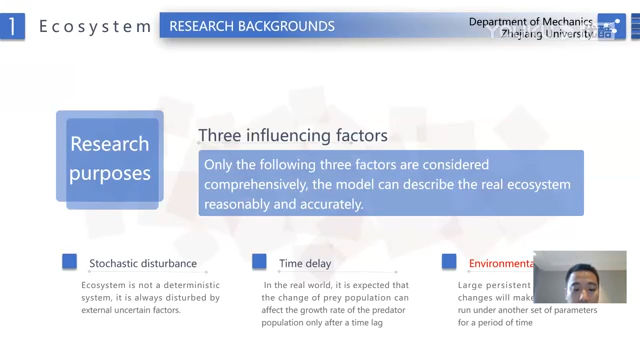 1 Ecosystem RESEARCH BACKGROUNDS
Department of Mechanics
Zhejiang University
Research
purposes
Three influencing factors
Only the following three factors are considered
comprehensively, the model can describe the real ecosystem
reasonably and accurately.
Stochastic disturbance
Ecosystem is not a deterministic
system, it is always disturbed by
external uncertain factors.
Time delay
In the real world, it is expected that
the change of prey population can
affect the growth rate of the predator
population only after a time lag
Large persistent
changes will make
run under another set of parameters
for a period of time